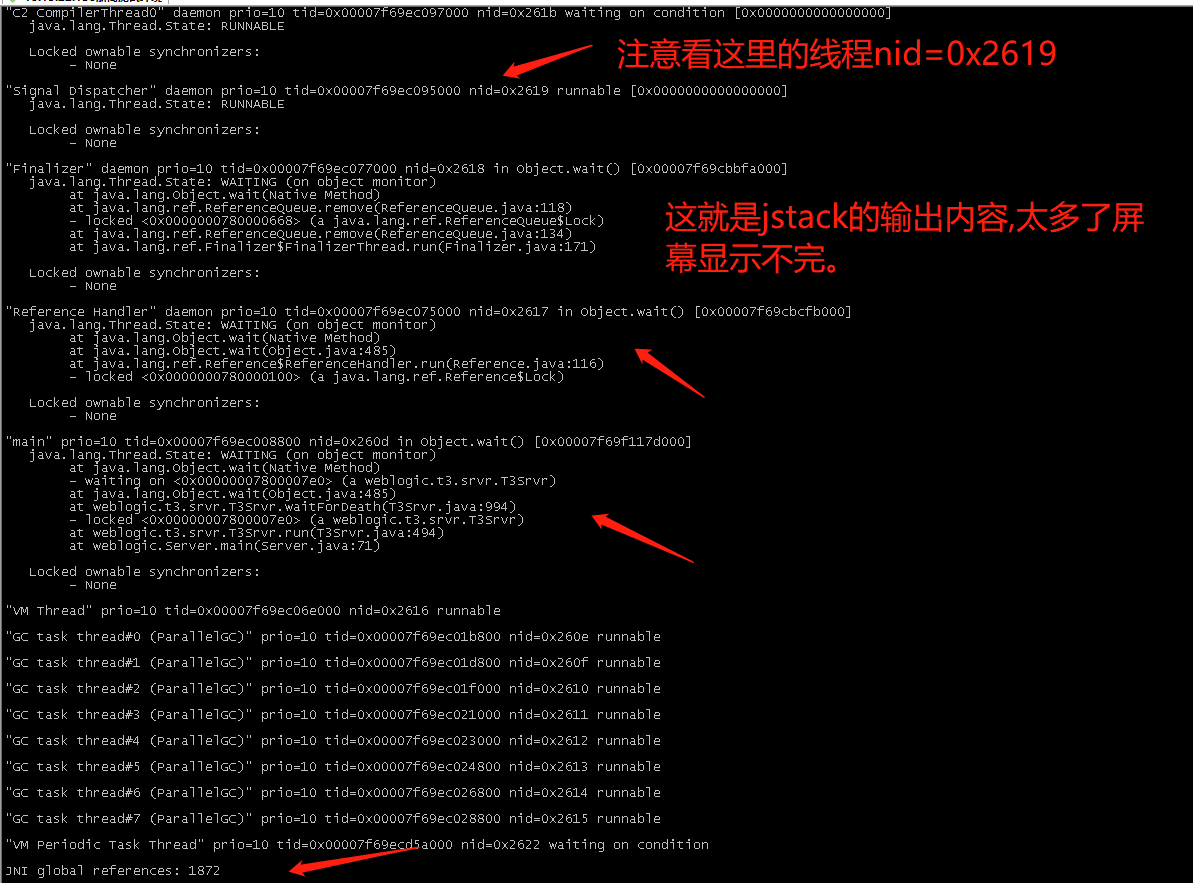 "C2 CompilerThread0" daemon prio=10 tid=0x00007f69ec097000 nid=0x261b waiting on condition [0x0000000000000000]
java.lang.Thread.State: RUNNABLE
Locked ownable synchronizers:
- None
注意看这里的线程nid=0x2619
"Signal Dispatcher" daemon prio=10 tid=0x00007f69ec095000 nid=0x2619 runnable [0x0000000000000000]
java.lang.Thread.State: RUNNABLE
Locked ownable synchronizers:
- None
"Finalizer" daemon prio=10 tid=0x00007f69ec077000 nid=0x2618 in Object.wait() [0x00007f69cbbfa000]
java.lang.Thread.State: WAITING (on object monitor)
at java.lang.Object.wait(Native Method)
at java.lang.ref.ReferenceQueue.remove(ReferenceQueue.java:118)
- locked <0x0000000780000668> (a java.lang.ref.ReferenceQueue$Lock)
at java.lang.ref.ReferenceQueue.remove(ReferenceQueue.java:134)
at java.lang.ref.Finalizer$FinalizerThread.run(Finalizer.java:171)
这就是jstack的输出内容,太多了屏
幕显示不完。
Locked ownable synchronizers:
- None
"Reference Handler" daemon prio=10 tid=0x00007f69ec075000 nid=0x2617 in Object.wait() [0x00007f69cbcfb000]
java.lang.Thread.State: WAITING (on object monitor)
at java.lang.Object.wait(Native Method)
at java.lang.Object.wait(Object.java:485)
at java.lang.ref.Reference$ReferenceHandler.run(Reference.java:116)
- locked <0x0000000780000100> (a java.lang.ref.Reference$Lock)
Locked ownable synchronizers:
- None
"main" prio=10 tid=0x00007f69ec008800 nid=0x260d in Object.wait() [0x00007f69f117d000]
java.lang.Thread.State: WAITING (on object monitor)
at java.lang.Object.wait(Native Method)
- waiting on <0x00000007800007e0> (a weblogic.t3.srvr.T3Srvr)
at java.lang.Object.wait(Object.java:485)
at weblogic.t3.srvr.T3Srvr.waitForDeath(T3Srvr.java:994)
- locked <0x00000007800007e0> (a weblogic.t3.srvr.T3Srvr)
at weblogic.t3.srvr.T3Srvr.run(T3Srvr.java:494)
at weblogic.Server.main(Server.java:71)
Locked ownable synchronizers:
- None
"VM Thread" prio=10 tid=0x00007f69ec06e000 nid=0x2616 runnable
"GC task thread#0 (ParallelGC)" prio=10 tid=0x00007f69ec01b800 nid=0x260e runnable
"GC task thread#1 (ParallelGC)" prio=10 tid=0x00007f69ec01d800 nid=0x260f runnable
"GC task thread#2 (ParallelGC)" prio=10 tid=0x00007f69ec01f000 nid=0x2610 runnable
"GC task thread#3 (ParallelGC)" prio=10 tid=0x00007f69ec021000 nid=0x2611 runnable
"GC task thread#4 (ParallelGC)" prio=10 tid=0x00007f69ec023000 nid=0x2612 runnable
"GC task thread#5 (ParallelGC)" prio=10 tid=0x00007f69ec024800 nid=0x2613 runnable
"GC task thread#6 (ParallelGC)" prio=10 tid=0x00007f69ec026800 nid=0x2614 runnable
"GC task thread#7 (ParallelGC)" prio=10 tid=0x00007f69ec028800 nid=0x2615 runnable
"VM Periodic Task Thread" prio=10 tid=0x00007f69ecd5a000 nid=0x2622 waiting on condition
JNI global references: 1872